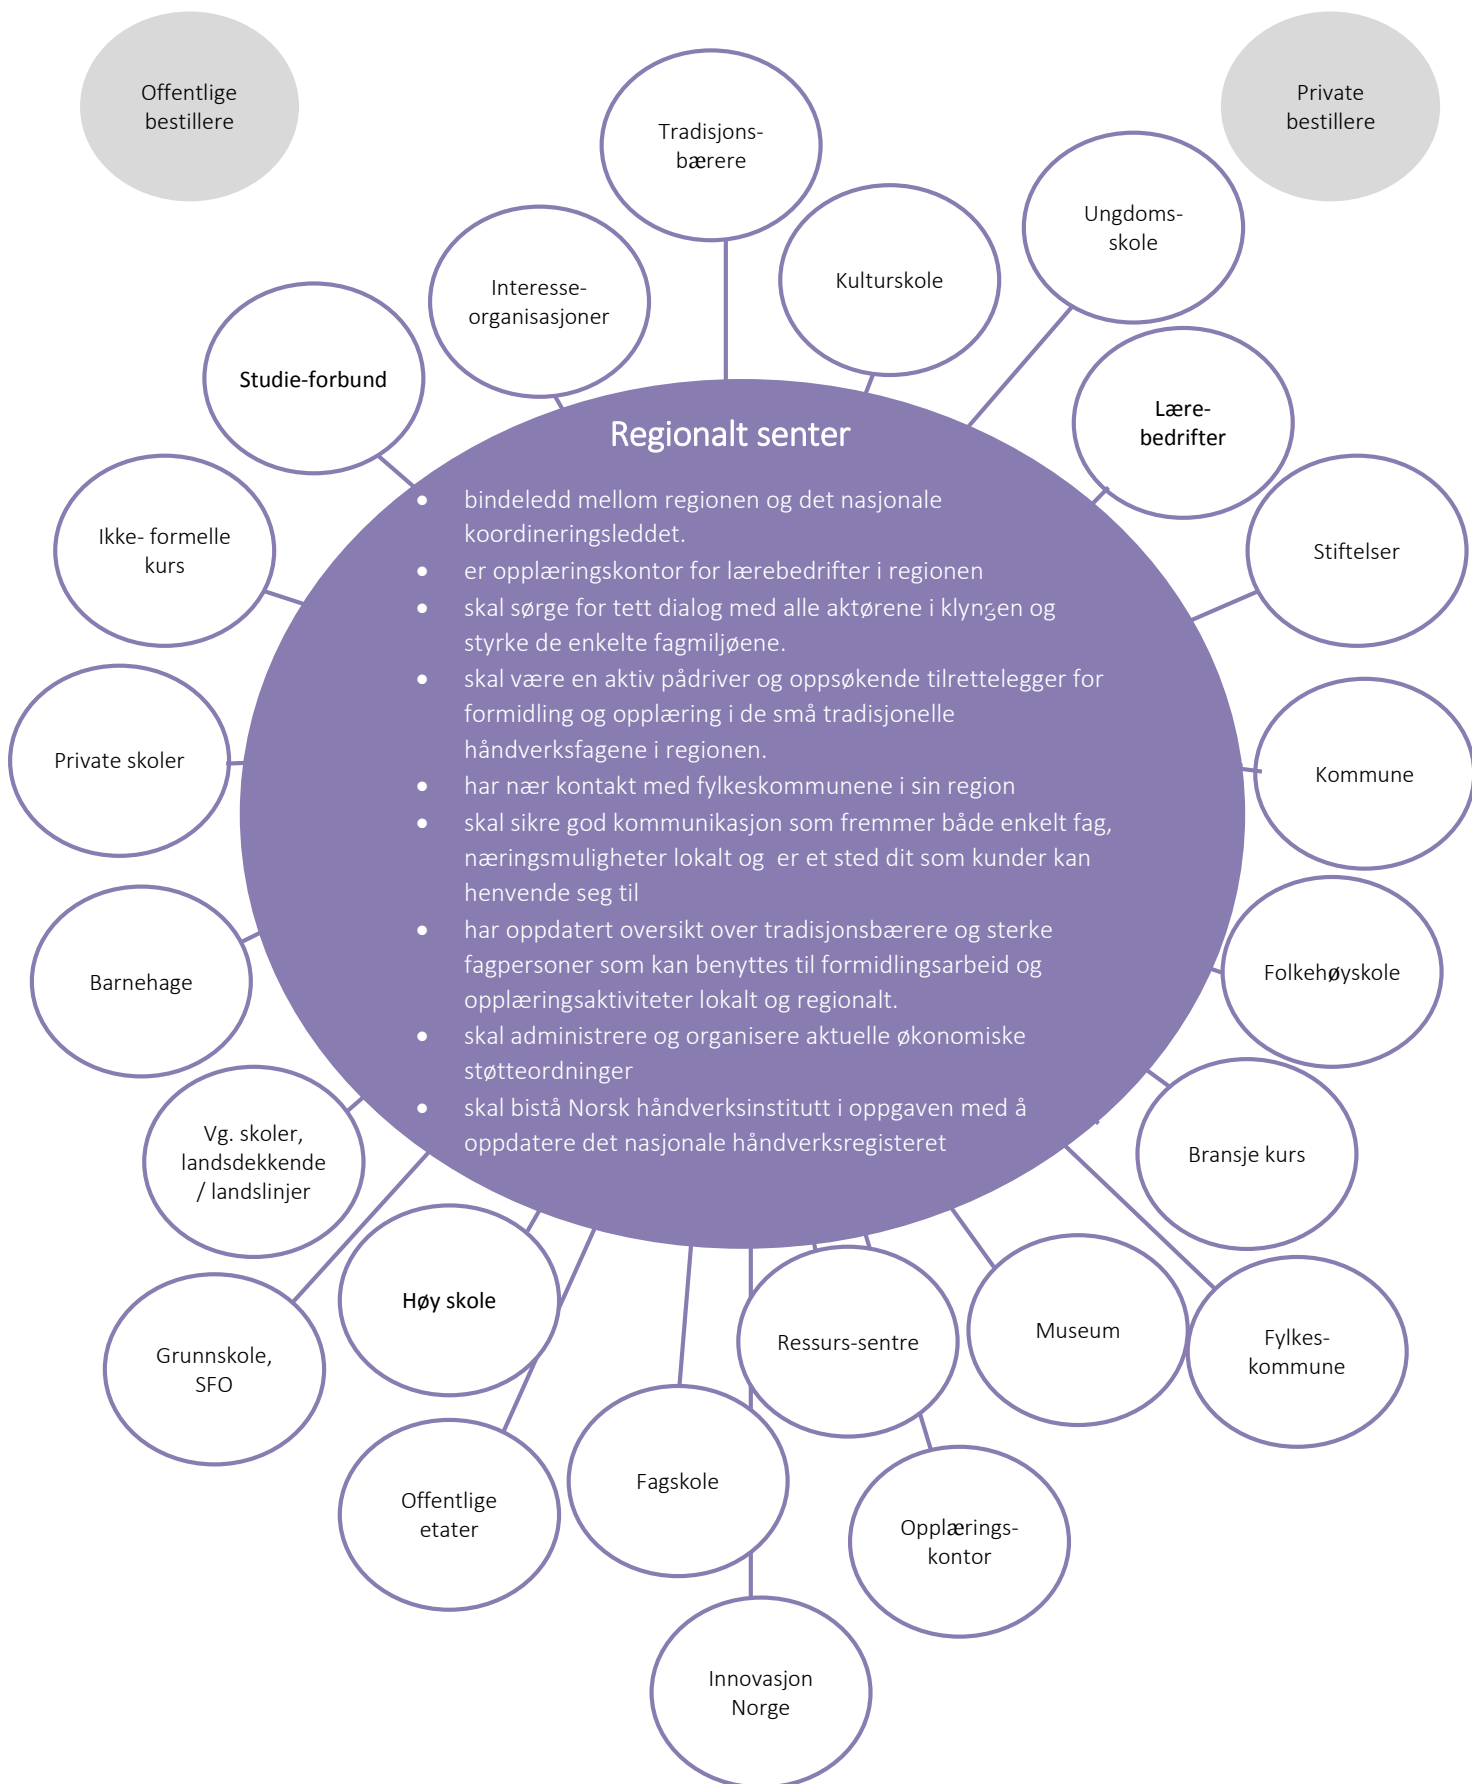 Offentlige
bestillere
Private
bestillere
Tradisjons-
bærere
Ungdoms-
skole
Kulturskole
Interesse-
organisasjoner
Studie-forbund
Lære-
bedrifter
Ikke- formelle
kurs
Stiftelser
Private skoler
Kommune
Barnehage
Folkehøyskole
Vg. skoler,
landsdekkende
/ landslinjer
Bransje kurs
Regionalt senter
• bindeledd mellom regionen og det nasjonale
koordineringsleddet.
• er opplæringskontor for lærebedrifter i regionen
• skal sørge for tett dialog med alle aktørene i klyngen og
styrke de enkelte fagmiljøene.
• skal være en aktiv pådriver og oppsøkende tilrettelegger for
formidling og opplæring i de små tradisjonelle
håndverksfagene i regionen.
• har nær kontakt med fylkeskommunene i sin region
• skal sikre god kommunikasjon som fremmer både enkelt fag,
næringsmuligheter lokalt og  er et sted dit som kunder kan
henvende seg til
• har oppdatert oversikt over tradisjonsbærere og sterke
fagpersoner som kan benyttes til formidlingsarbeid og
opplæringsaktiviteter lokalt og regionalt.
• skal administrere og organisere aktuelle økonomiske
støtteordninger
• skal bistå Norsk håndverksinstitutt i oppgaven med å
oppdatere det nasjonale håndverksregisteret
Høy skole
Grunnskole,
SFO
Ressurs-sentre
Museum
Fylkes-
kommune
Offentlige
etater
Fagskole
Opplærings-
kontor
Innovasjon
Norge